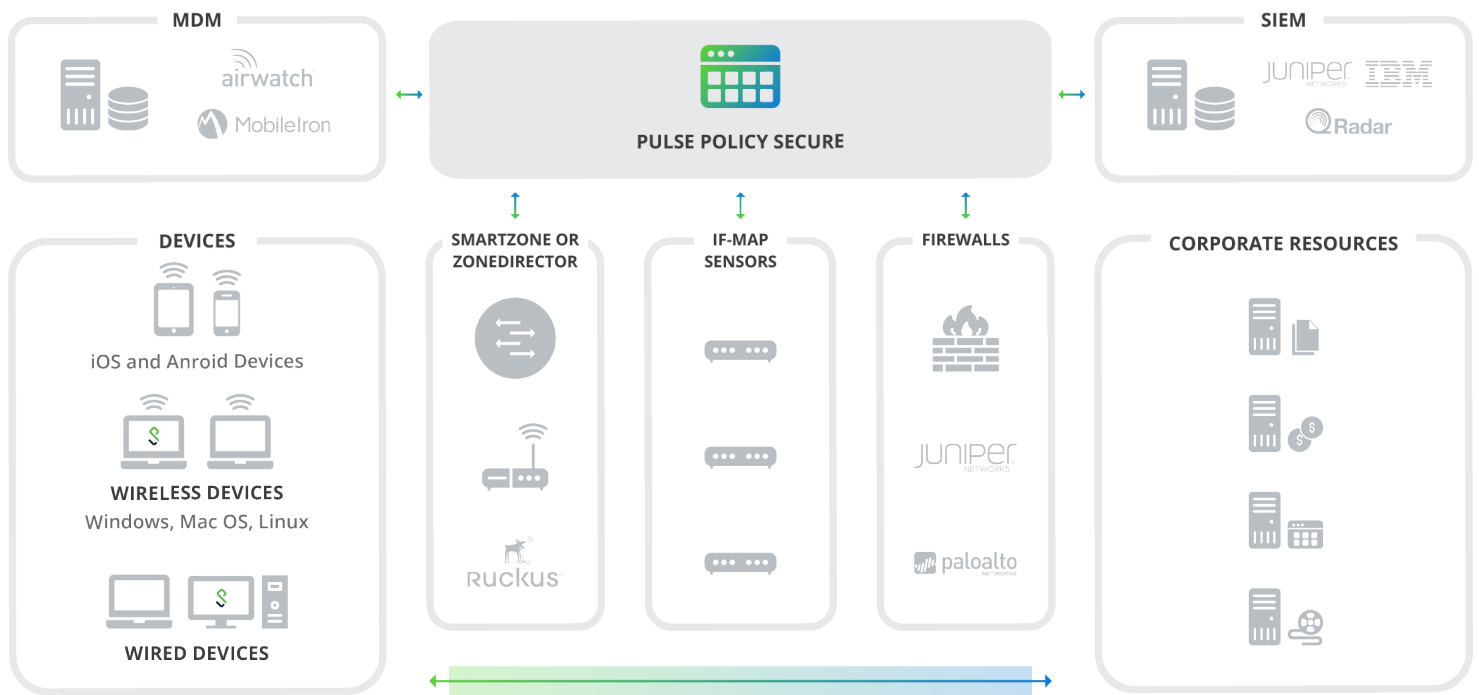 MDM
airwatch
MobileIron
PULSE POLICY SECURE
SIEM
JUNIPER
NETWORKS
IBM
QRadar
DEVICES
iOS and Anroid Devices
WIRELESS DEVICES
Windows, Mac OS, Linux
WIRED DEVICES
SMARTZONE OR
ZONEDIRECTOR
RUCKUS
IF-MAP
SENSORS
FIREWALLS
JUNIPER
NETWORKS
paloalto
NETWORKS
CORPORATE RESOURCES
$
$